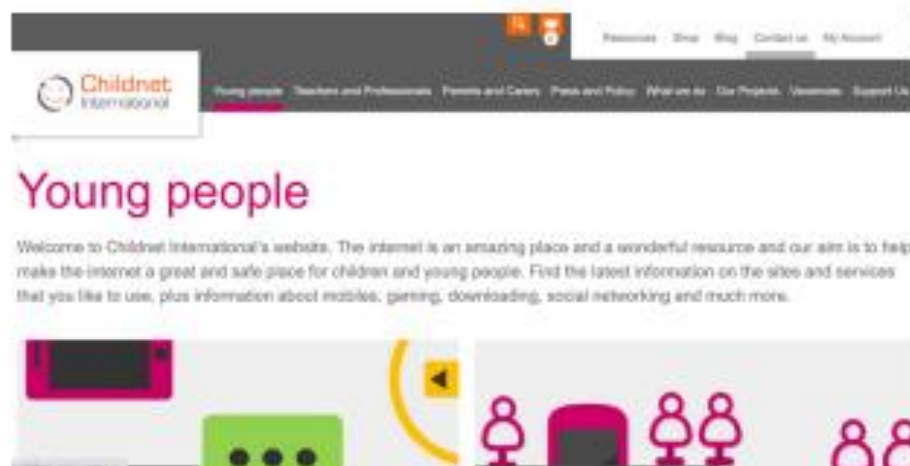 Resources Shop Blog Contact us My Account
Childnet
International
Young people Teachers and Professionals Parents and Carers Press and Policy What we do Our Projects Vacancies Support Us
Young people
Welcome to Childnet International's website. The internet is an amazing place and a wonderful resource and our aim is to help
make the internet a great and safe place for children and young people. Find the latest information on the sites and services
that you like to use, plus information about mobiles, gaming, downloading, social networking and much more.